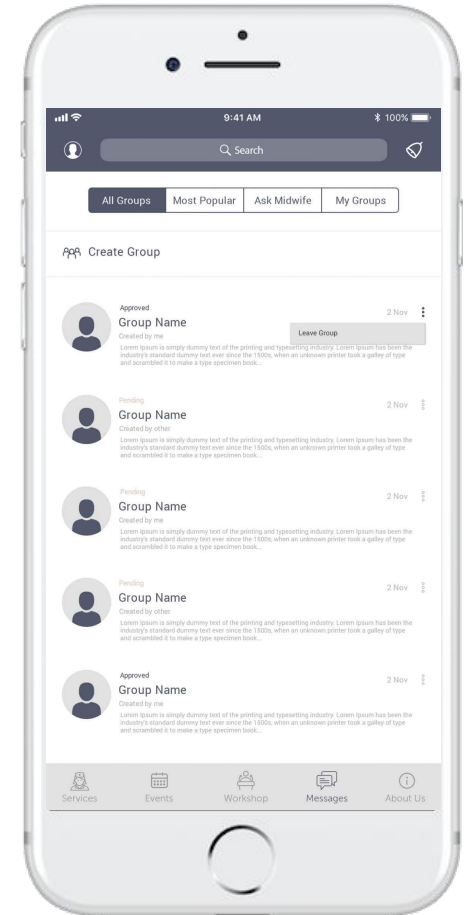 9:41 AM
100%
Search
All Groups Most Popular Ask Midwife My Groups
Create Group
Approved
2 Nov
Group Name
Leave Group
Created by me
Lorem Ipsum is simply dummy text of the printing and typesetting industry. Lorem Ipsum has been the
industry's standard dummy text ever since the 1500s, when an unknown printer took a galley of type
and scrambled it to make a type specimen book...
Pending
2 Nov
Group Name
Created by other
Lorem Ipsum is simply dummy text of the printing and typesetting industry. Lorem Ipsum has been the
industry's standard dummy text ever since the 1500s, when an unknown printer took a galley of type
and scrambled it to make a type specimen book...
Pending
2 Nov
Group Name
Created by me
Lorem Ipsum is simply dummy text of the printing and typesetting industry. Lorem Ipsum has been the
industry's standard dummy text ever since the 1500s, when an unknown printer took a galley of type
and scrambled it to make a type specimen book...
Pending
2 Nov
Group Name
Created by other
Lorem Ipsum is simply dummy text of the printing and typesetting industry. Lorem Ipsum has been the
industry's standard dummy text ever since the 1500s, when an unknown printer took a galley of type
and scrambled it to make a type specimen book...
Approved
2 Nov
Group Name
Created by me
Lorem Ipsum is simply dummy text of the printing and typesetting industry. Lorem Ipsum has been the
industry's standard dummy text ever since the 1500s, when an unknown printer took a galley of type
and scrambled it to make a type specimen book...
Services Events Workshop Messages About Us